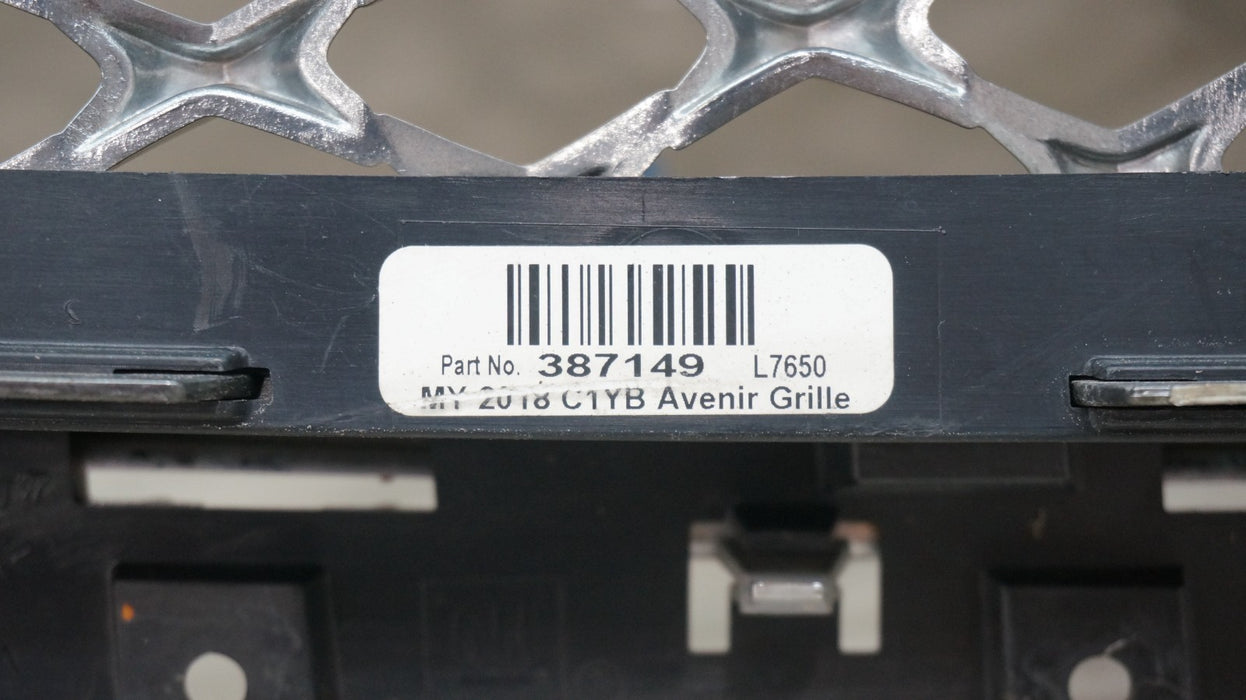 Part No. 387149 L7650
MY 2018 C1YB Avenir Grille